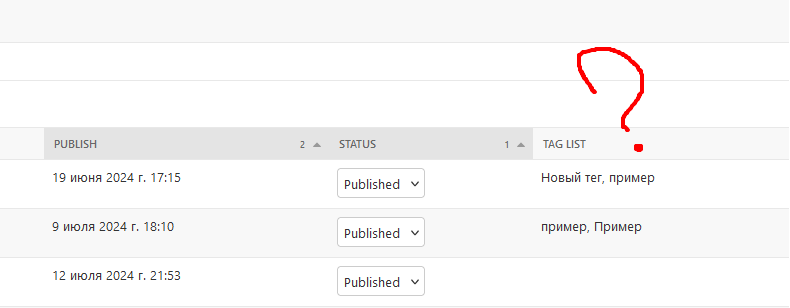 PUBLISH 2 STATUS 1 TAG LIST
19 июня 2024 г. 17:15 Published Новый тег, пример
9 июля 2024 г. 18:10 Published пример, Пример
12 июля 2024 г. 21:53 Published
?